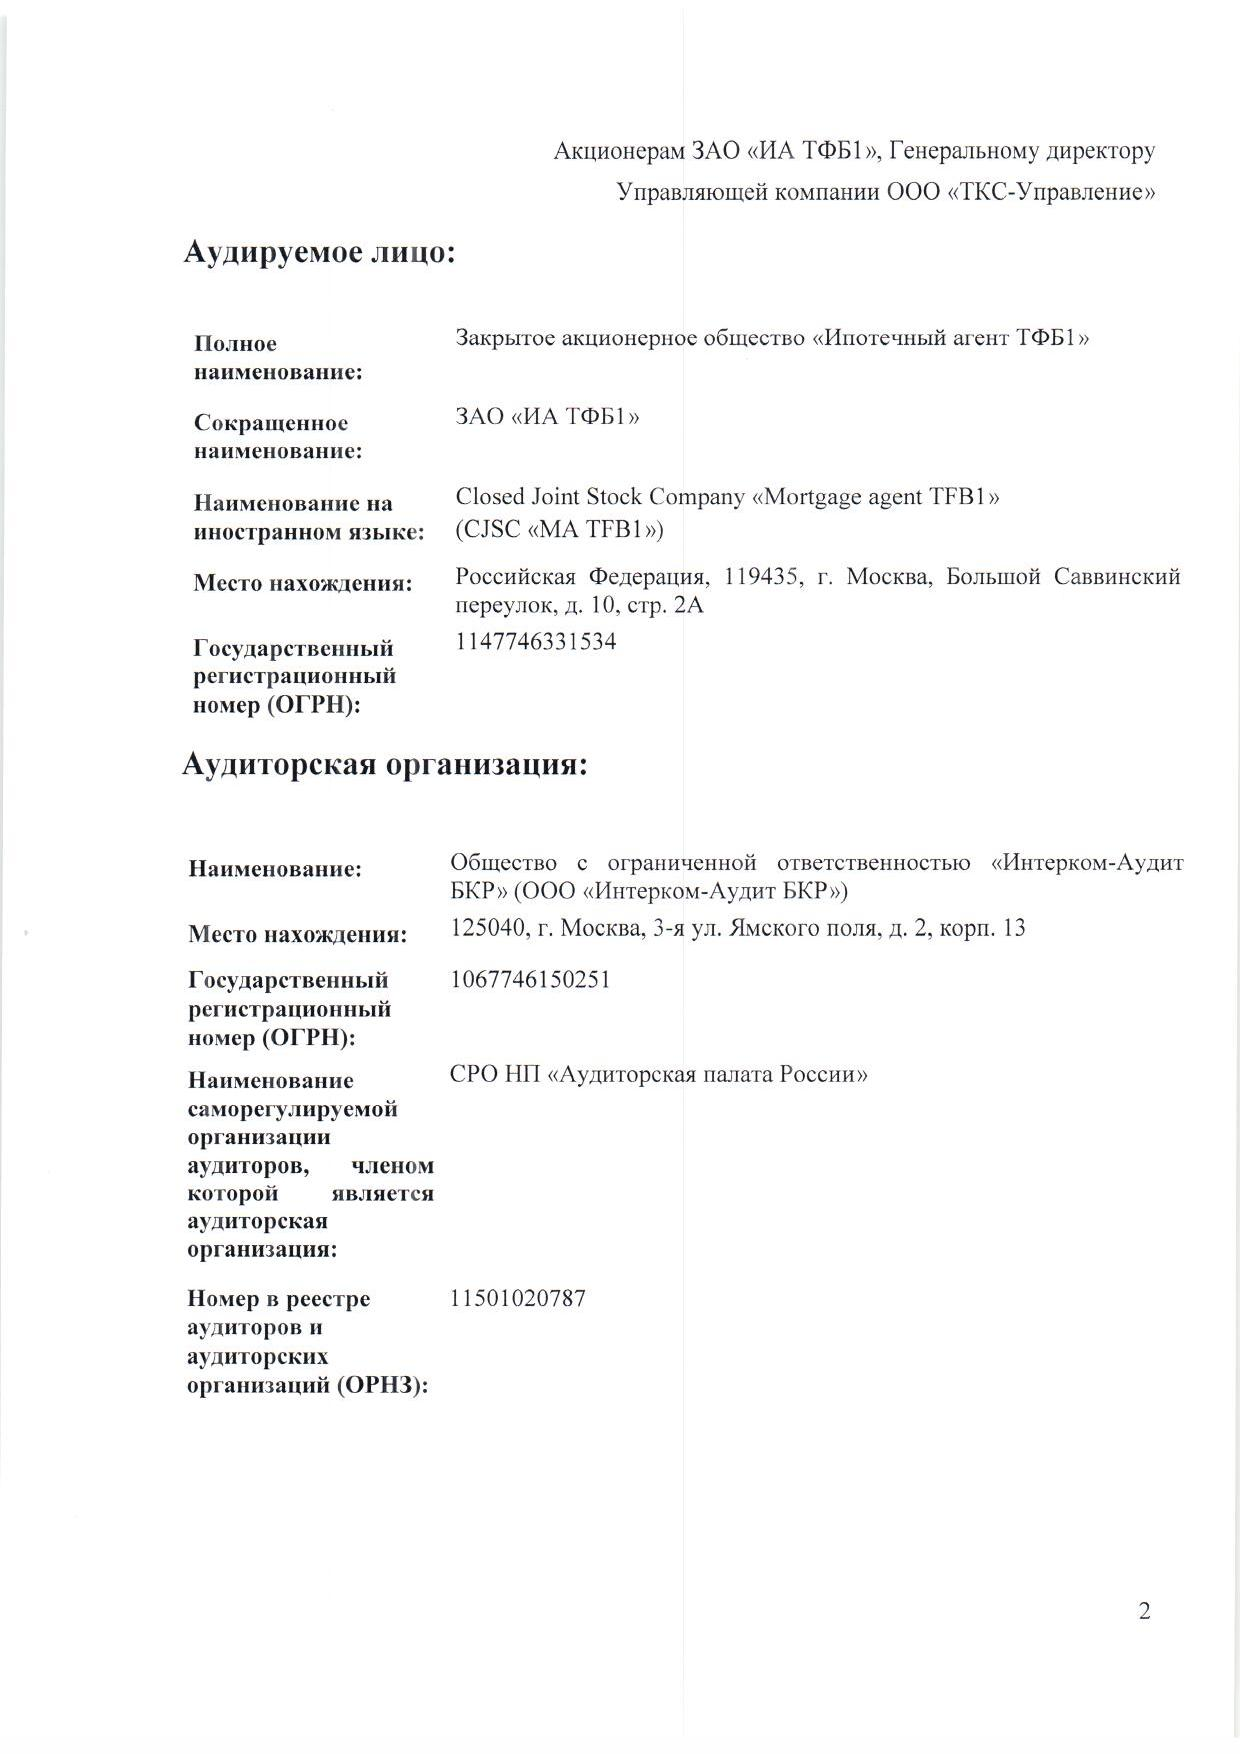 Акционерам ЗАО «ИА ТФБ1», Генеральному директору
Управляющей компании ООО «ТКС-Управление»
Аудируемое лицо:
Полное
наименование:
Закрытое акционерное общество «Ипотечный агент ТФБ1»
Сокращенное
наименование:
ЗАО «ИА ТФБ1»
Наименование на
иностранном языке:
Closed Joint Stock Company «Mortgage agent TFB1»
(CJSC «MA TFB1»)
Место нахождения:
Российская Федерация, 119435, г. Москва, Большой Саввинский
переулок, д. 10, стр. 2А
Государственный
регистрационный
номер (ОГРН):
1147746331534
Аудиторская организация:
Наименование:
Общество с ограниченной ответственностью «Интерком-Аудит
БКР» (ООО «Интерком-Аудит БКР»)
Место нахождения:
125040, г. Москва, 3-я ул. Ямского поля, д. 2, корп. 13
Государственный
регистрационный
номер (ОГРН):
1067746150251
Наименование
саморегулируемой
организации
аудиторов, членом
которой является
аудиторская
организация:
СРО НП «Аудиторская палата России»
Номер в реестре
аудиторов и
аудиторских
организаций (ОРНЗ):
11501020787
2